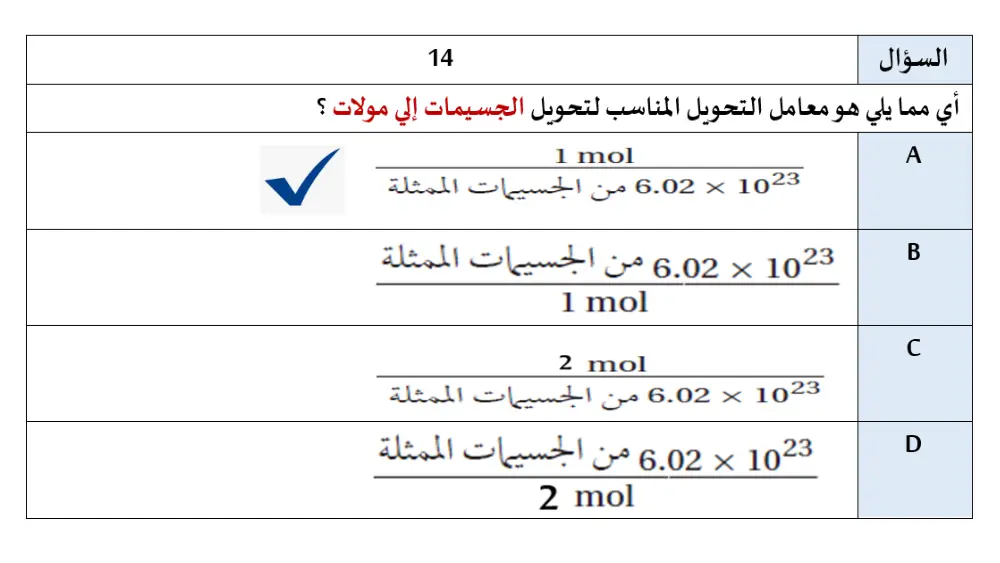 السؤال 14
أي مما يلي هو معامل التحويل المناسب لتحويل الجسيمات إلي مولات ؟
A
1 mol
6.02 × 10²³ من الجسيمات الممثلة
B
6.02 × 10²³ من الجسيمات الممثلة
1 mol
C
2 mol
6.02 × 10²³ من الجسيمات الممثلة
D
6.02 × 10²³ من الجسيمات الممثلة
2 mol